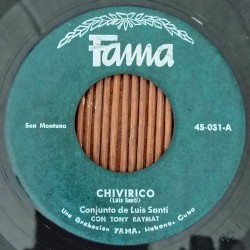 Fama
Son Montuno
45-031-A
CHIVIRICO
(Luis Santi)
Conjunto de Luis Santi
CON TONY RAYMAT
Una Grabacion FAMA, Habana, Cuba